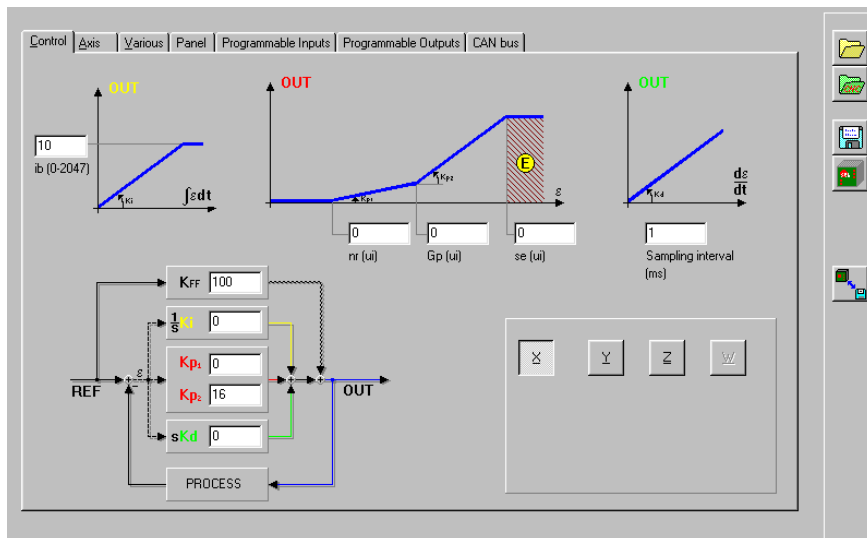 Control Axis Various Panel Programmable Inputs Programmable Outputs CAN bus
OUT
10
ib (0-2047)
Ki
∫εdt
OUT
Kp1
Kp2
E
ε
0
nr (ui)
0
Gp (ui)
0
se (ui)
OUT
Kd
dε
dt
1
Sampling interval
(ms)
KFF 100
1
s Ki 0
Kp1 0
Kp2 16
sKd 0
REF
ε
OUT
PROCESS
X Y Z W
CNC